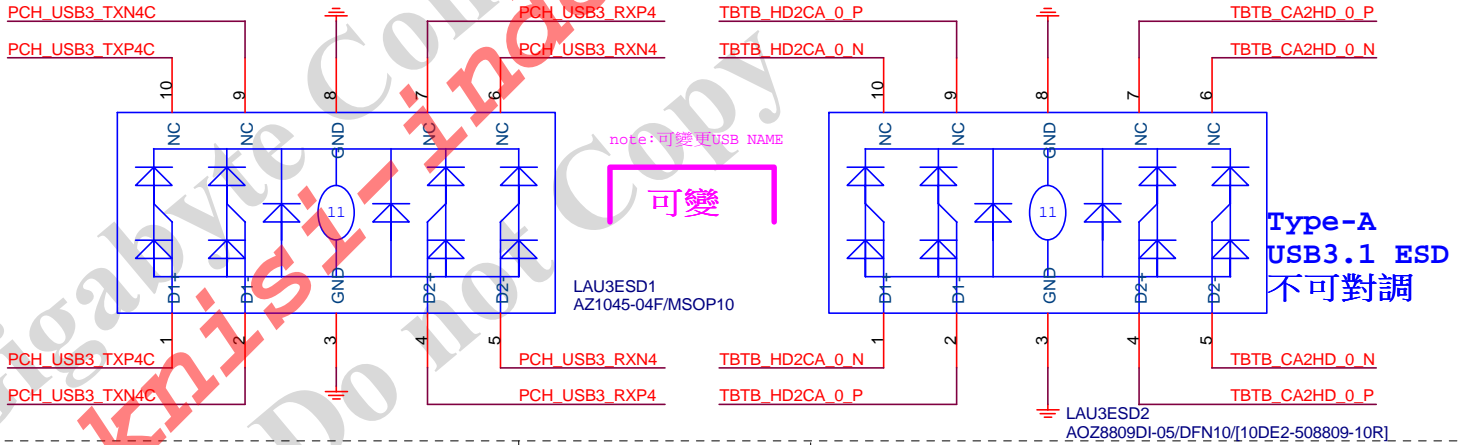 PCH_USB3_TXN4C
PCH_USB3_RXP4
TBTB_HD2CA_0_P
TBTB_CA2HD_0_P
PCH_USB3_TXP4C
PCH_USB3_RXN4
TBTB_HD2CA_0_N
TBTB_CA2HD_0_N
10 9 8 7 6
10 9 8 7 6
NC NC GND NC NC
NC NC GND NC NC
note:可變更USB NAME
可變
11
11
Type-A
USB3.1 ESD
不可對調
D1+ D1- GND D2+ D2-
D1+ D1- GND D2+ D2-
LAU3ESD1
AZ1045-04F/MSOP10
1 2 3 4 5
1 2 3 4 5
PCH_USB3_TXP4C
PCH_USB3_RXN4
TBTB_HD2CA_0_N
TBTB_CA2HD_0_N
PCH_USB3_TXN4C
PCH_USB3_RXP4
TBTB_HD2CA_0_P
TBTB_CA2HD_0_P
LAU3ESD2
AOZ8809DI-05/DFN10/[10DE2-508809-10R]
Do not Copy